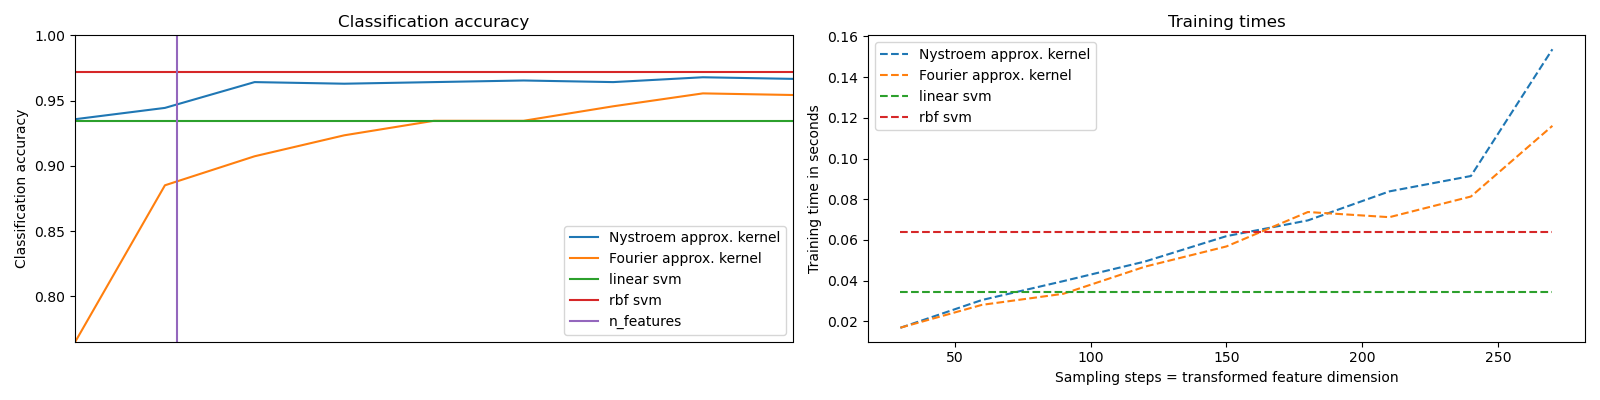 Classification accuracy
Classification accuracy
1.00
0.95
0.90
0.85
0.80
Nystroem approx. kernel
Fourier approx. kernel
linear svm
rbf svm
n_features
Training times
Training time in seconds
0.16
0.14
0.12
0.10
0.08
0.06
0.04
0.02
Nystroem approx. kernel
Fourier approx. kernel
linear svm
rbf svm
50 100 150 200 250
Sampling steps = transformed feature dimension